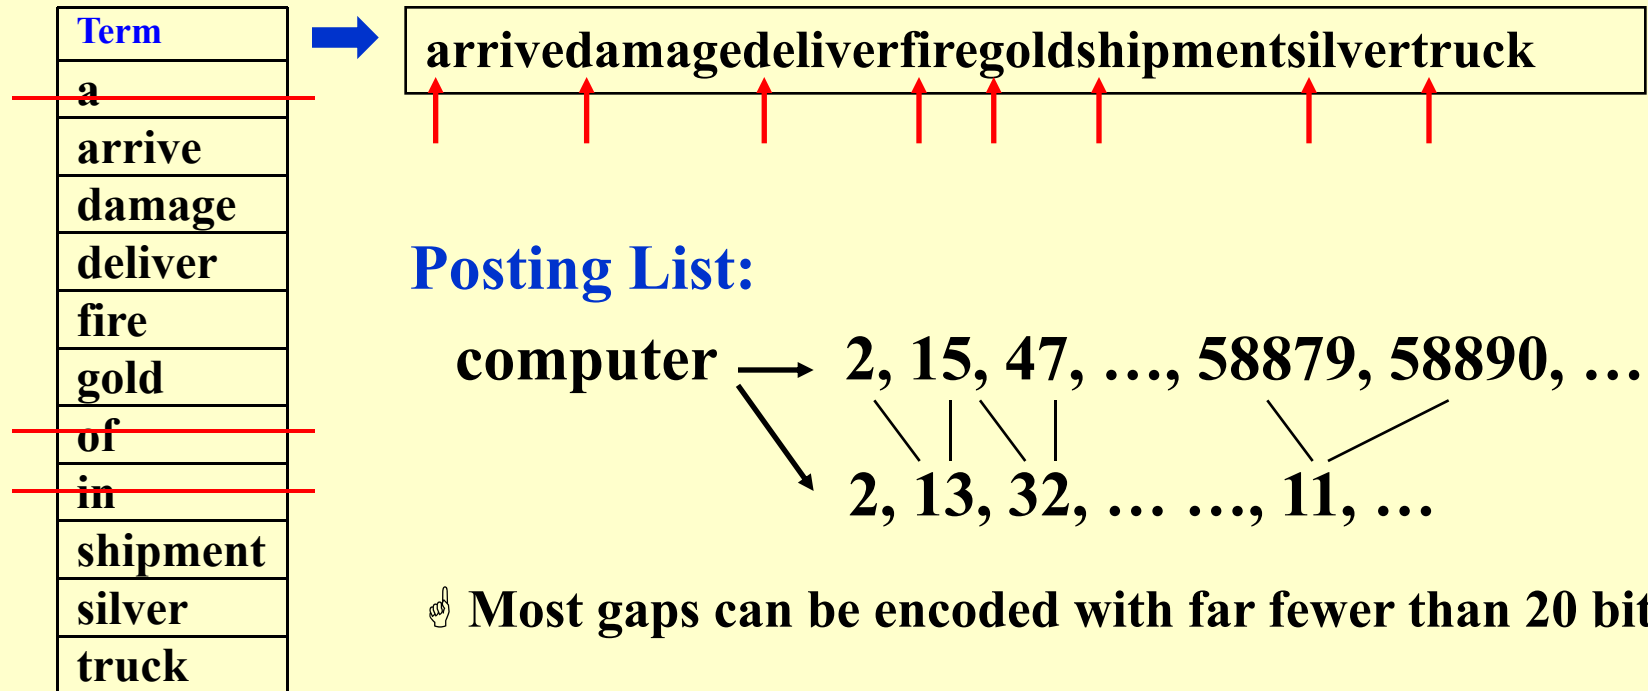 Term
a
arrive
damage
deliver
fire
gold
of
in
shipment
silver
truck
arrivedamagedeliverfiregoldshipmentsilvertruck
Posting List:
computer 2, 15, 47, …, 58879, 58890, …
2, 13, 32, … …, 11, …
☝ Most gaps can be encoded with far fewer than 20 bit